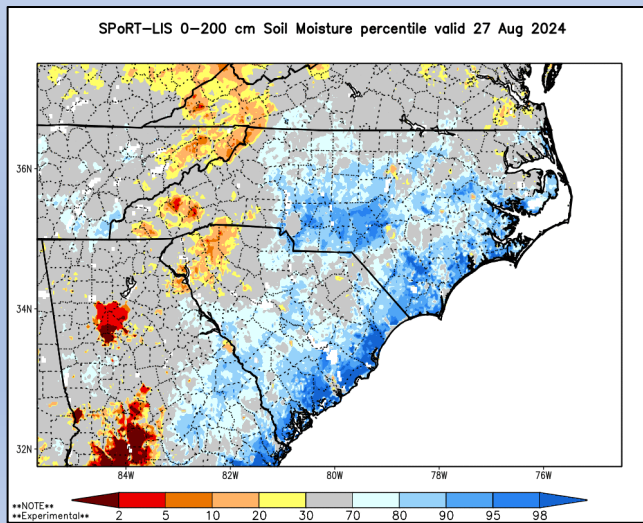 SPoRT−LIS 0−200 cm Soil Moisture percentile valid 27 Aug 2024
36N
34N
32N
84W 82W 80W 78W 76W
**NOTE**
**Experimental**
2 5 10 20 30 70 80 90 95 98